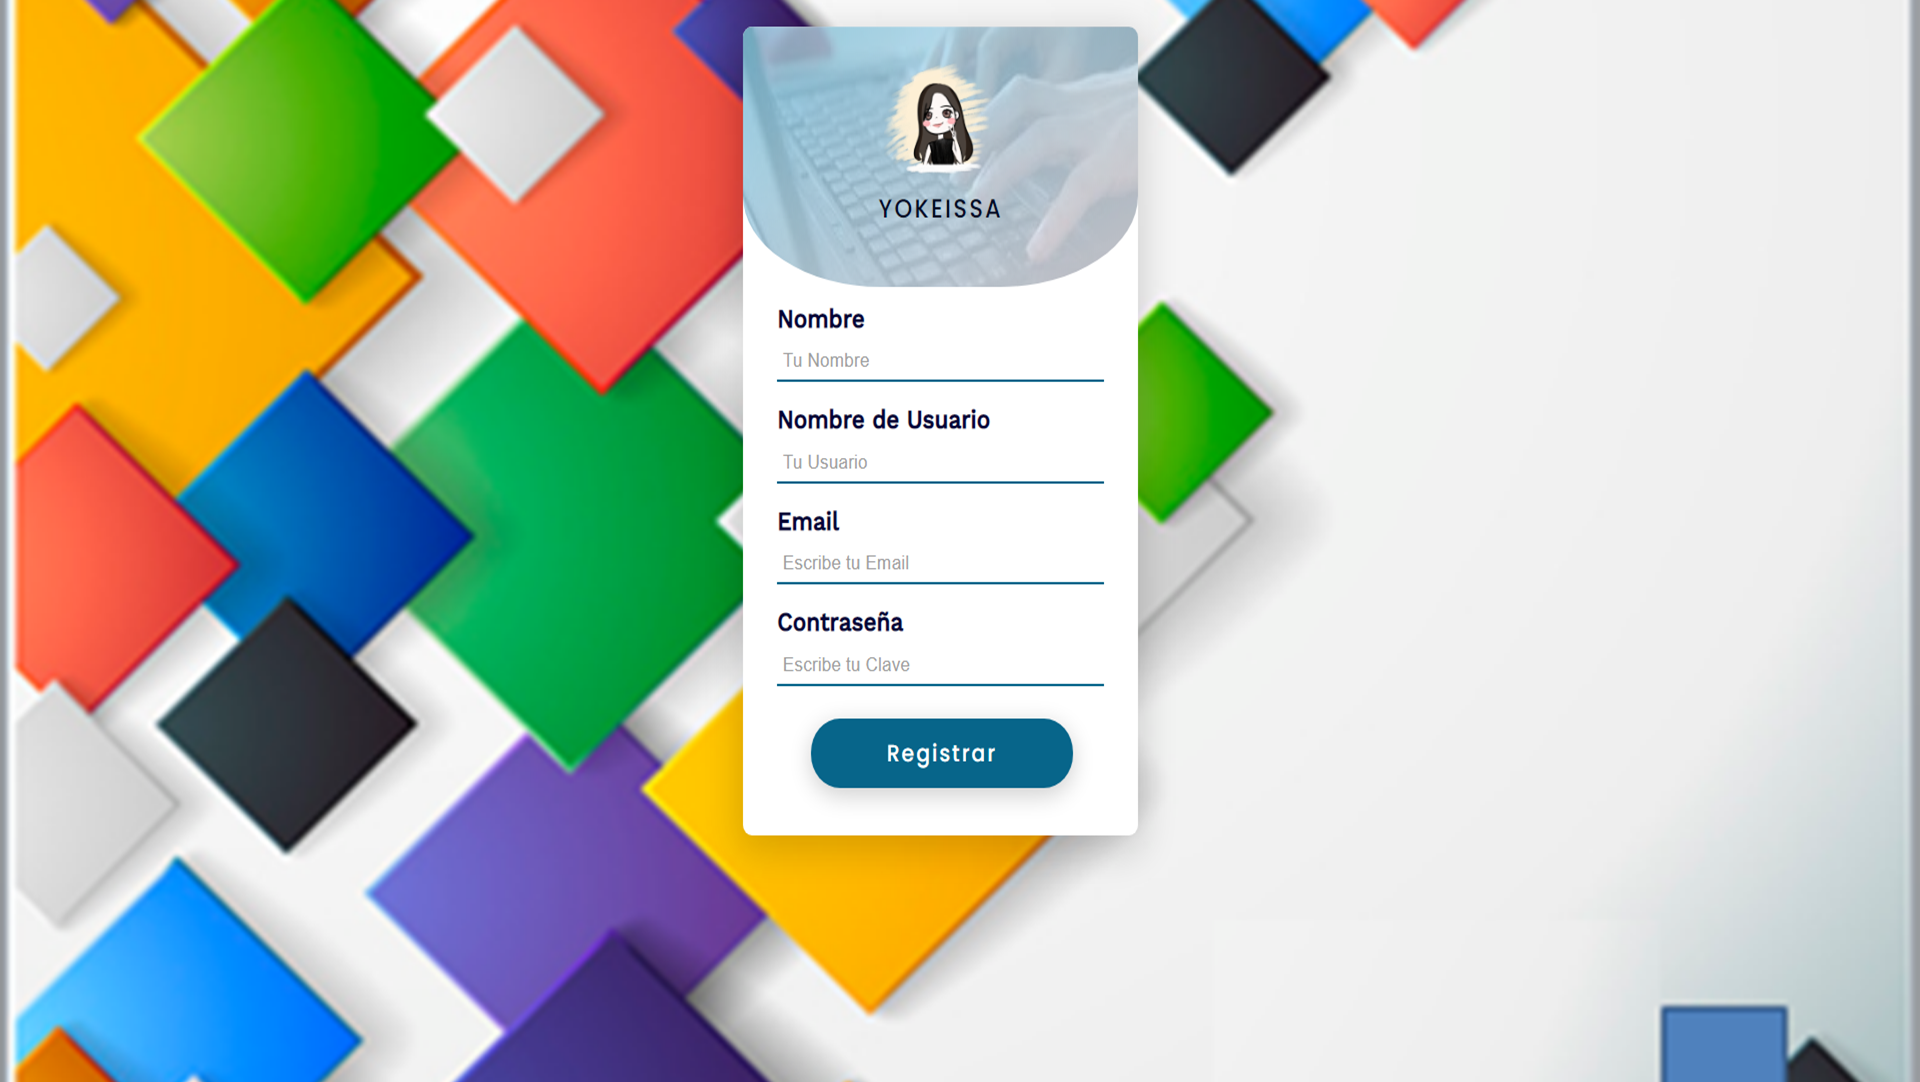 YOKEISSA
Nombre
Tu Nombre
Nombre de Usuario
Tu Usuario
Email
Escribe tu Email
Contraseña
Escribe tu Clave
Registrar